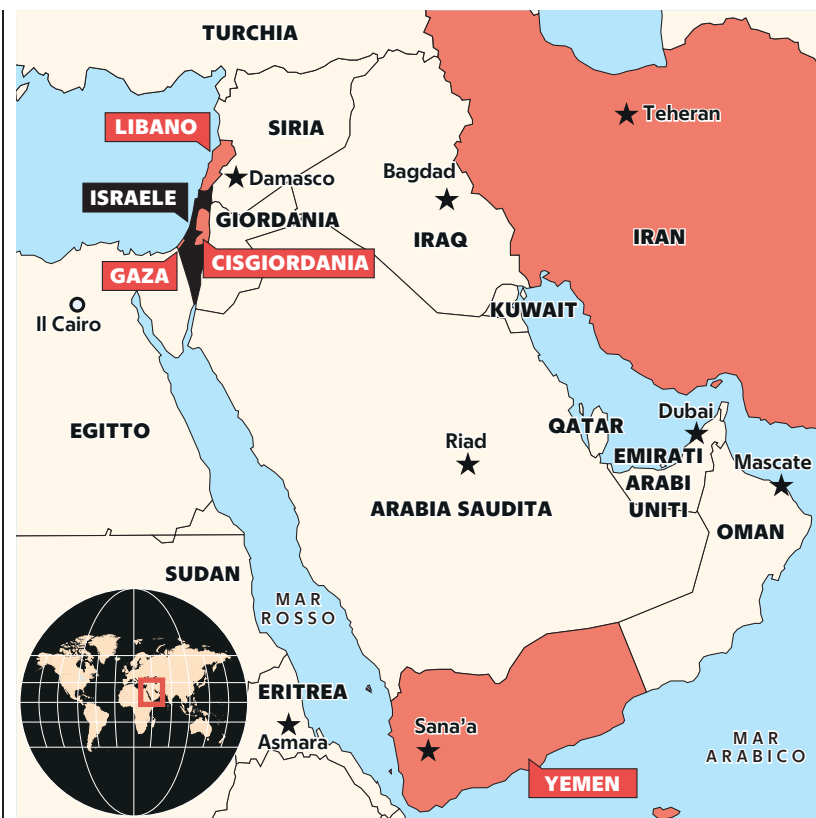 TURCHIA
Teheran
LIBANO
SIRIA
Damasco
Bagdad
ISRAELE
GIORDANIA
IRAQ
IRAN
CISGIORDANIA
GAZA
KUWAIT
Il Cairo
QATAR
Dubai
EGITTO
Riad
EMIRATI
ARABI
UNITI
Mascate
ARABIA SAUDITA
OMAN
SUDAN
MAR
ROSSO
ERITREA
Asmara
Sana’a
MAR
ARABICO
YEMEN